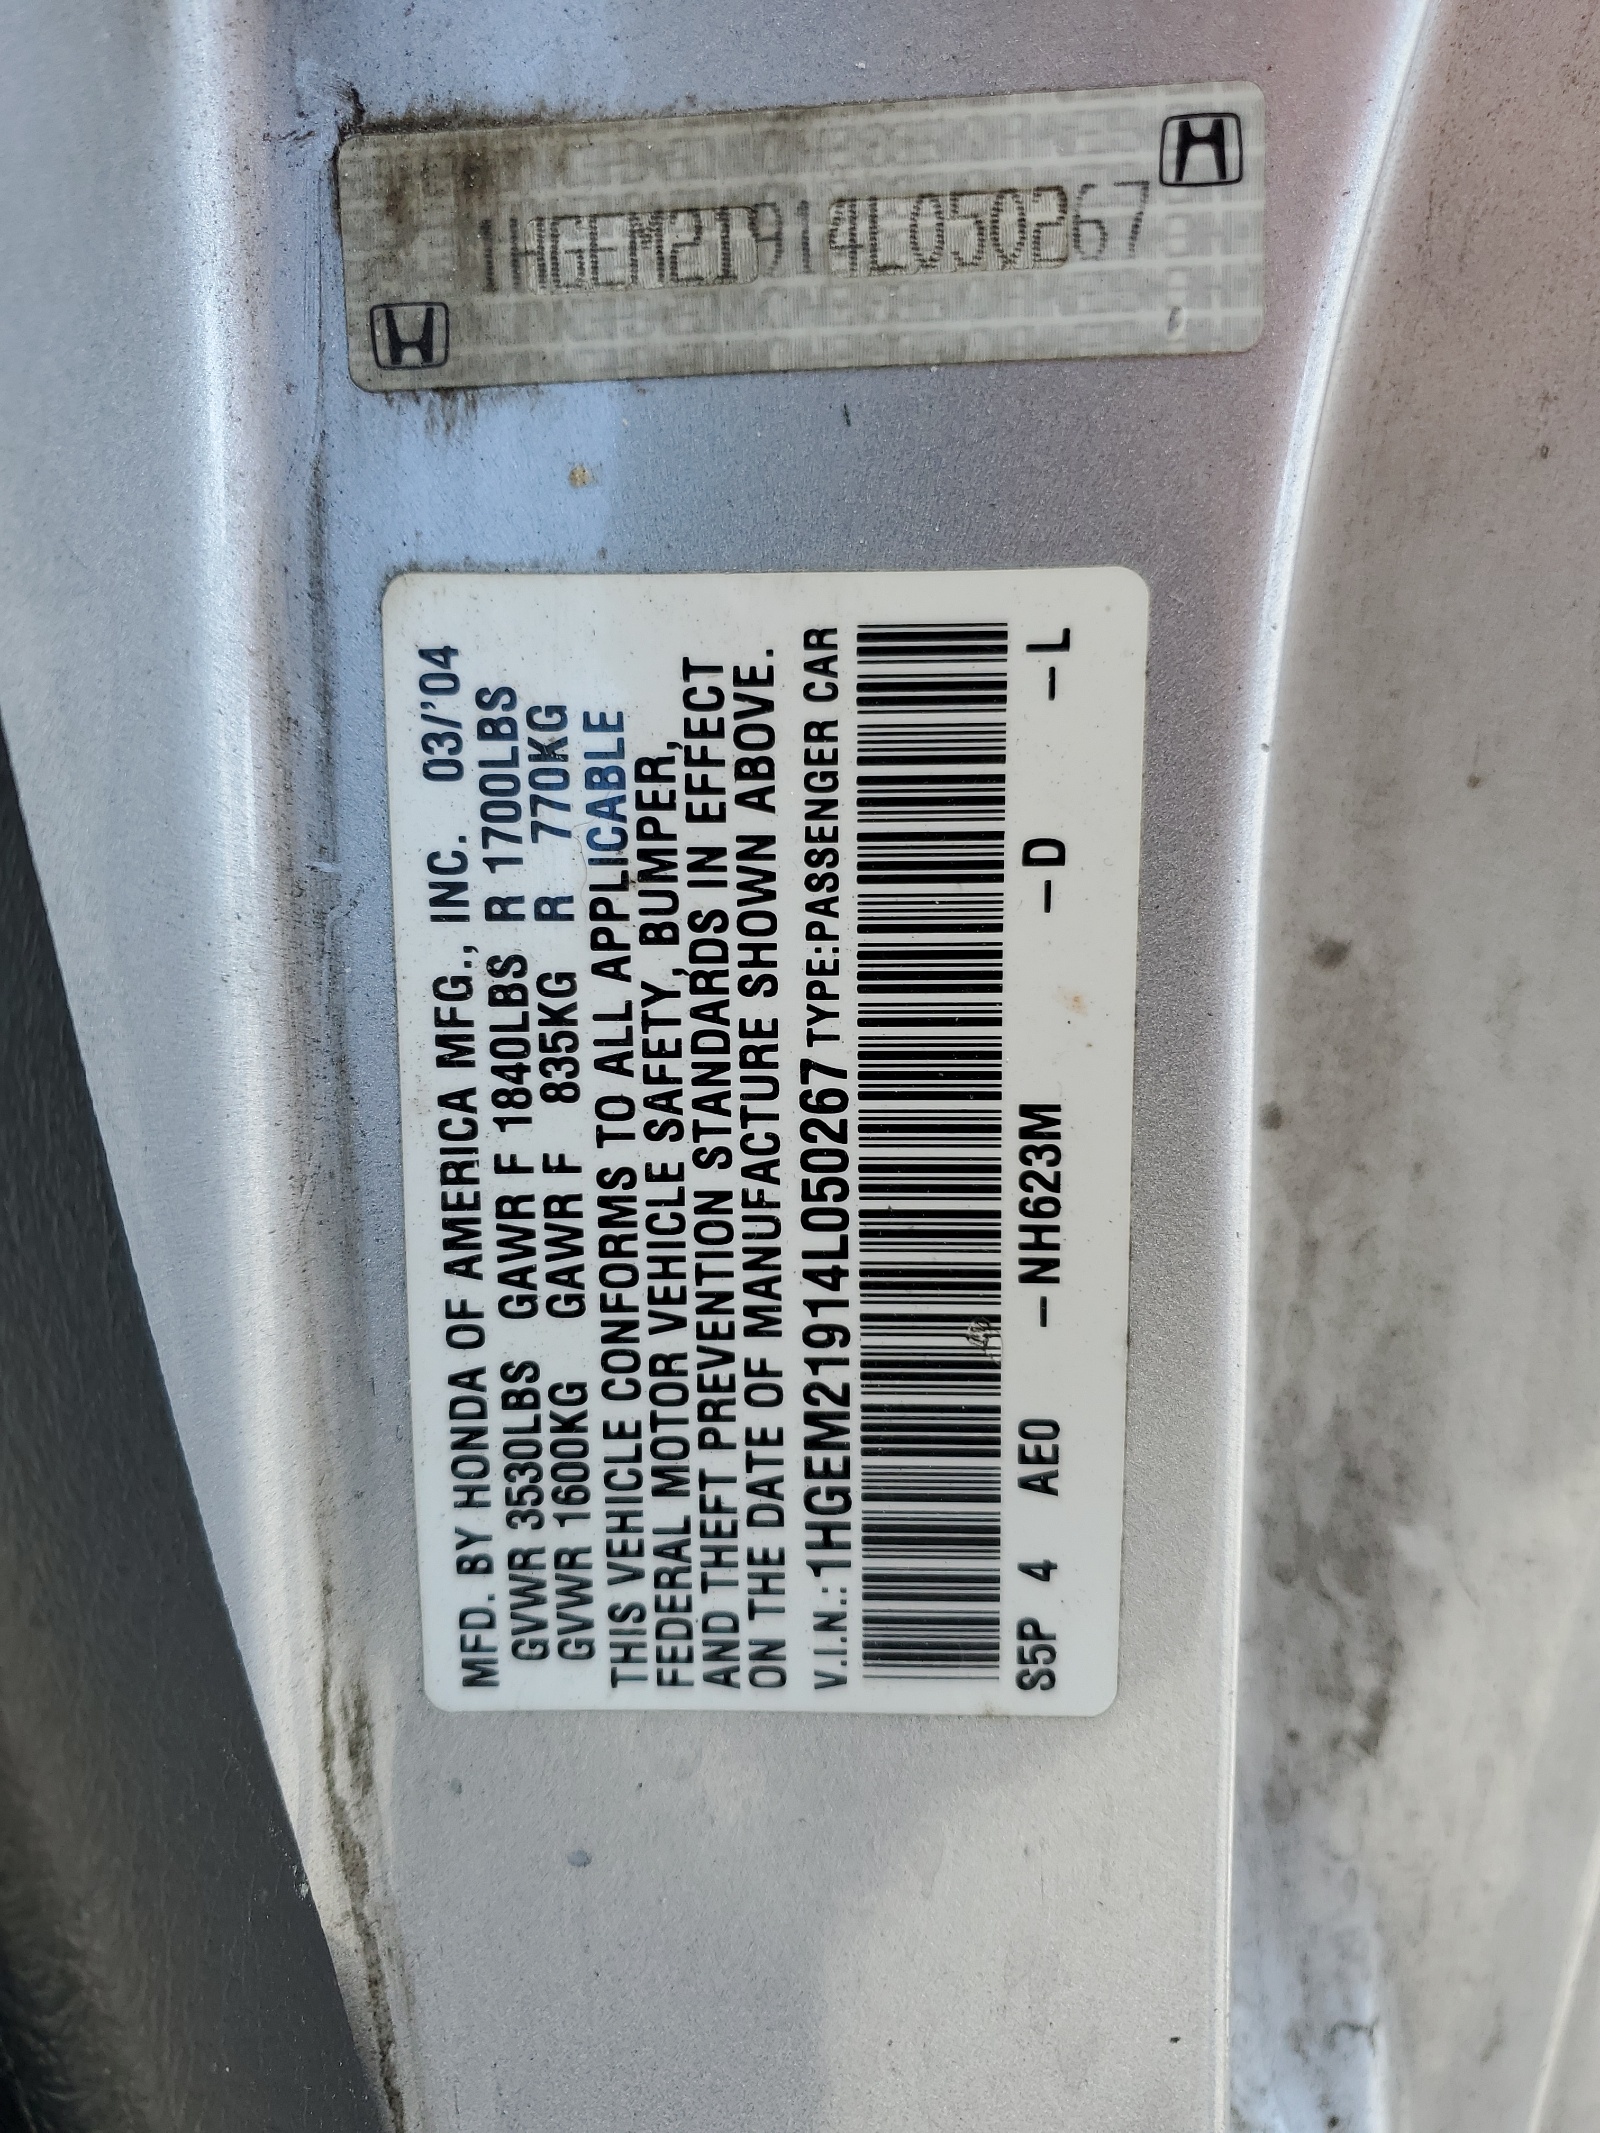 1HGEM21914L050267
MFD. BY HONDA OF AMERICA MFG., INC. 03/'04
GVWR 3530LBS GAWR F 1840LBS R 1700LBS
GVWR 1600KG GAWR F 835KG R 770KG
THIS VEHICLE CONFORMS TO ALL APPLICABLE
FEDERAL MOTOR VEHICLE SAFETY, BUMPER,
AND THEFT PREVENTION STANDARDS IN EFFECT
ON THE DATE OF MANUFACTURE SHOWN ABOVE.
V.I.N.: 1HGEM21914L050267 TYPE:PASSENGER CAR
S5P 4 AE0 –NH623M –D –L